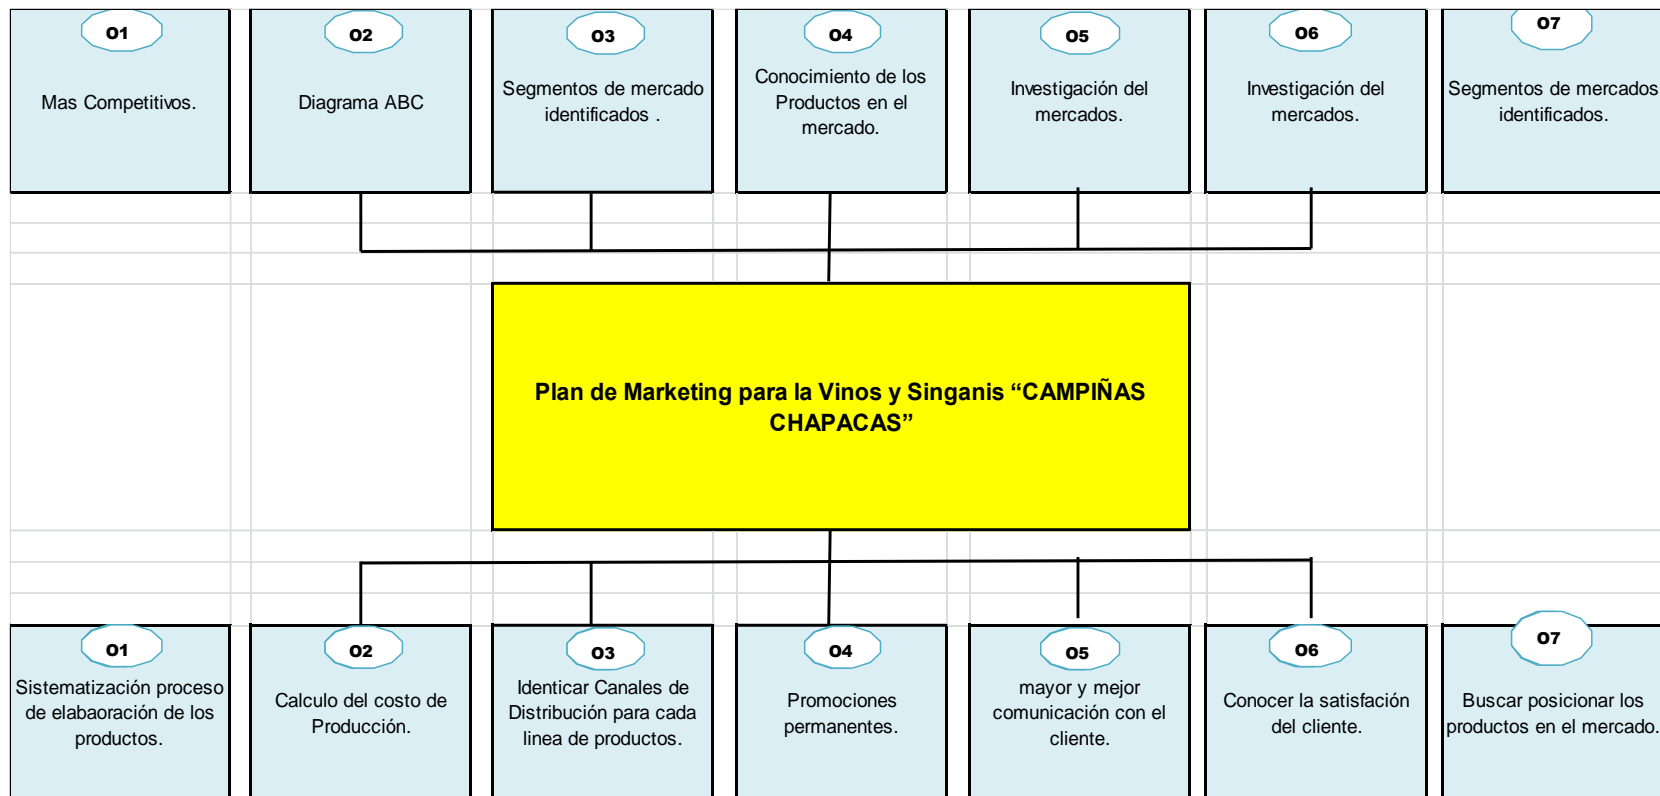 O1
O2
O3
O4
O5
O6
O7
Mas Competitivos.
Diagrama ABC
Segmentos de mercado
identificados .
Conocimiento de los
Productos en el
mercado.
Investigación del
mercados.
Investigación del
mercados.
Segmentos de mercados
identificados.
Plan de Marketing para la Vinos y Singanis “CAMPIÑAS
CHAPACAS”
O1
O2
O3
O4
O5
O6
O7
Sistematización proceso
de elabaoración de los
productos.
Calculo del costo de
Producción.
Identicar Canales de
Distribución para cada
linea de productos.
Promociones
permanentes.
mayor y mejor
comunicación con el
cliente.
Conocer la satisfacción
del cliente.
Buscar posicionar los
productos en el mercado.